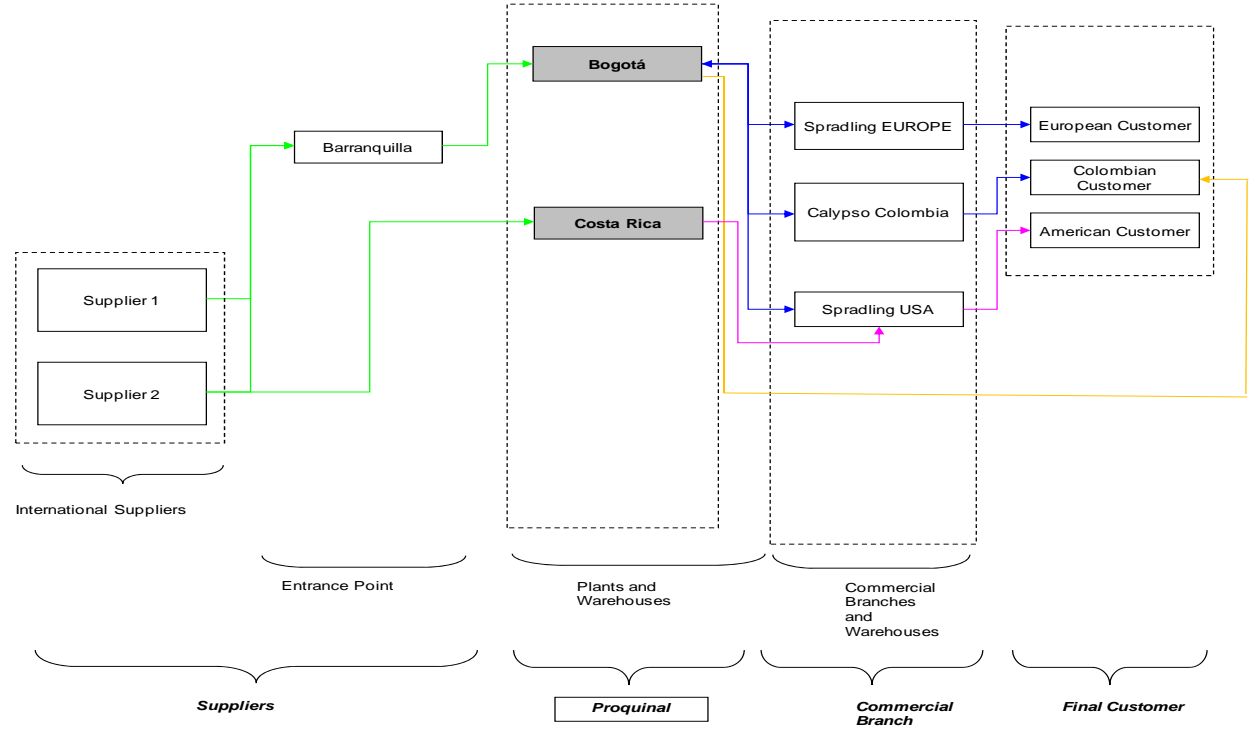 Bogotá
Spradling EUROPE
European Customer
Barranquilla
Colombian
Customer
Calypso Colombia
Costa Rica
American Customer
Supplier 1
Spradling USA
Supplier 2
International Suppliers
Entrance Point
Plants and
Warehouses
Commercial
Branches
and
Warehouses
Suppliers
Proquinal
Commercial
Branch
Final Customer